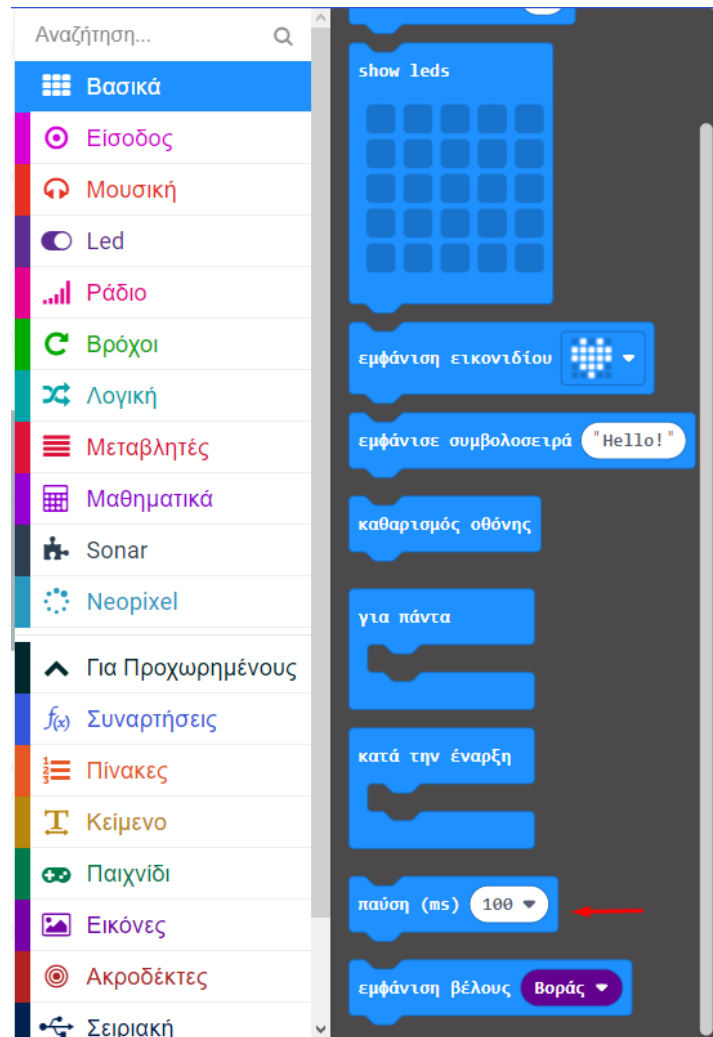 Αναζήτηση...
Βασικά
Είσοδος
Μουσική
Led
Ράδιο
Βρόχοι
Λογική
Μεταβλητές
Μαθηματικά
Sonar
Neopixel
Για Προχωρημένους
f(x) Συναρτήσεις
Πίνακες
Κείμενο
Παιχνίδι
Εικόνες
Ακροδέκτες
Σειριακή
show leds
εμφάνιση εικονιδίου
εμφάνισε συμβολοσειρά "Hello!"
καθαρισμός οθόνης
για πάντα
κατά την έναρξη
παύση (ms) 100
εμφάνιση βέλους Βοράς